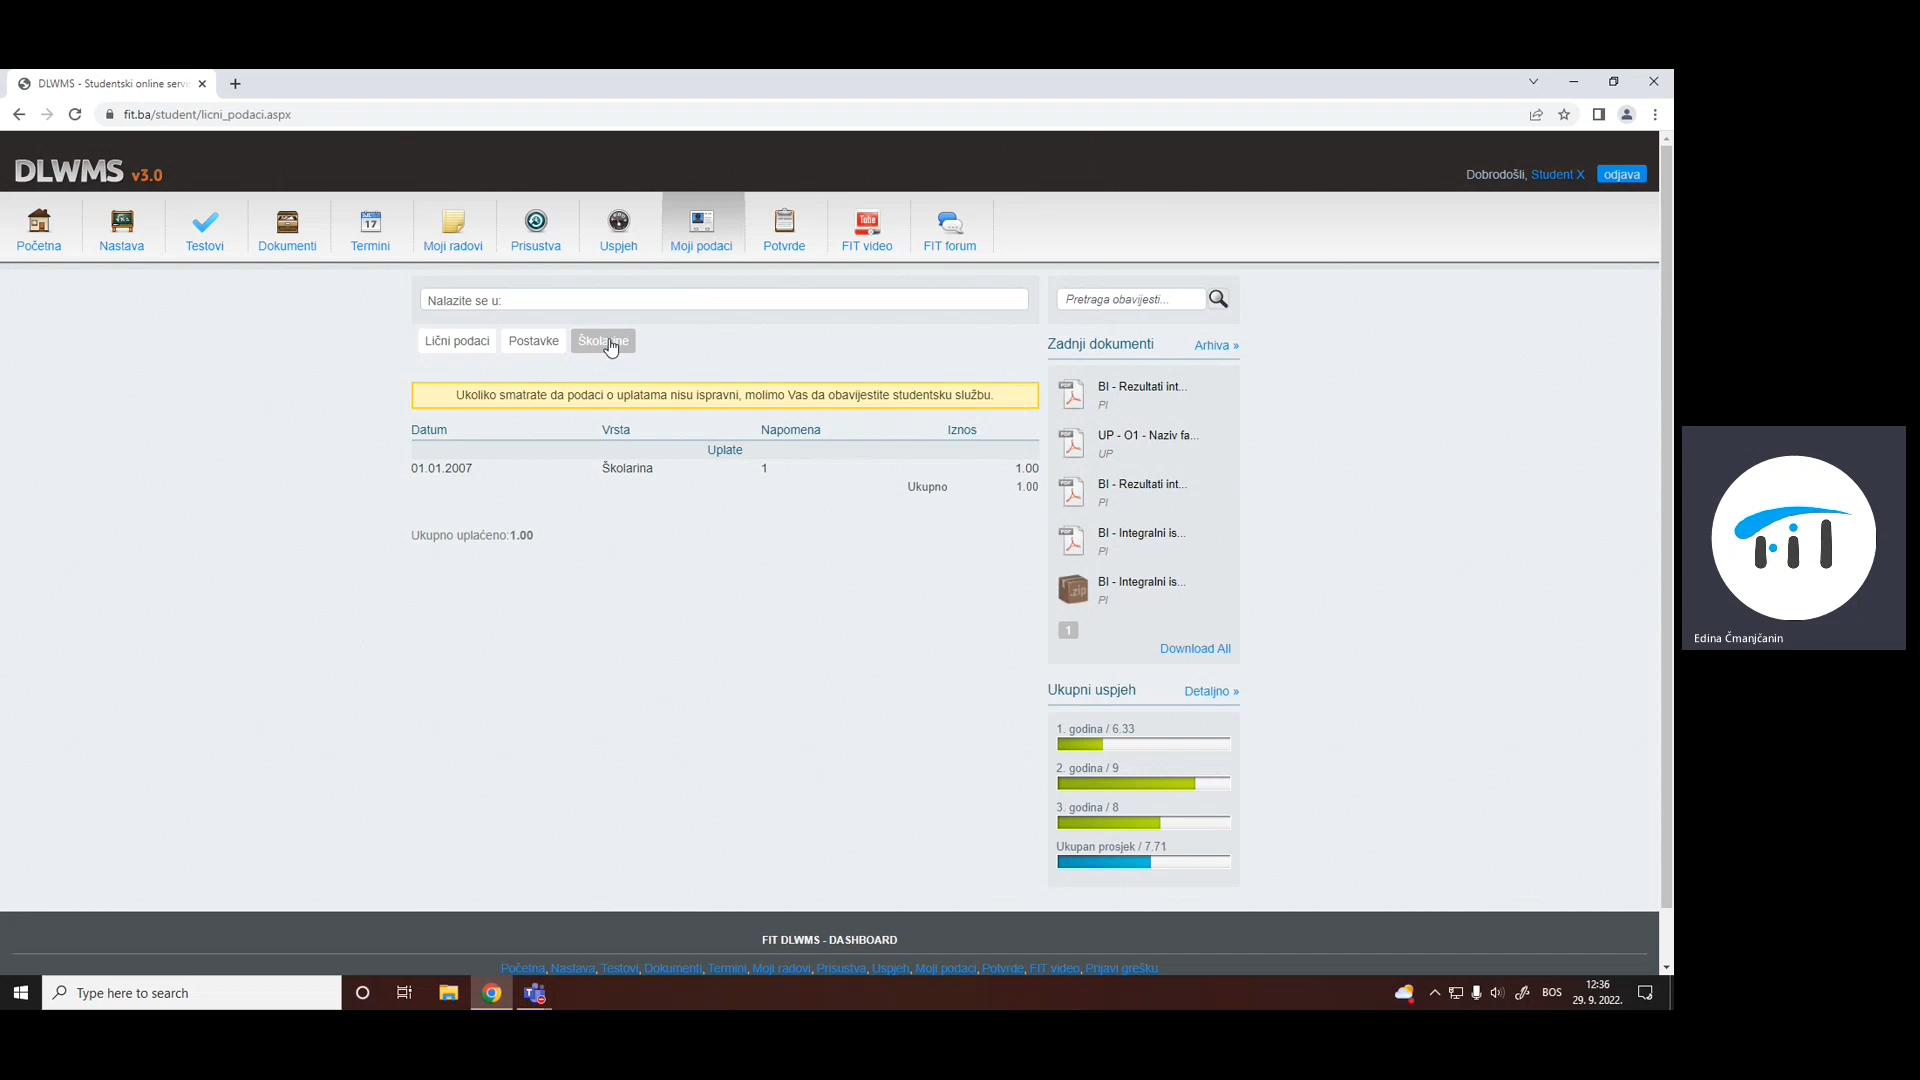 DLWMS - Studentski online servi
fit.ba/student/licni_podaci.aspx
DLWMS v3.0
Dobrodošli, Student X odjava
Početna Nastava Testovi Dokumenti Termini Moji radovi Prisustva Uspjeh Moji podaci Potvrde FIT video FIT forum
Nalazite se u:
Pretraga obavijesti...
Lični podaci Postavke
Ukoliko smatrate da podaci o uplatama nisu ispravni, molimo Vas da obavijestite studentsku službu.
Datum Vrsta Napomena Iznos
Uplate
01.01.2007 Školarina 1 1.00
Ukupno 1.00
Ukupno uplaćeno:1.00
Zadnji dokumenti Arhiva »
BI - Rezultati int...
PI
UP - O1 - Naziv fa...
UP
BI - Rezultati int...
PI
BI - Integralni is...
PI
BI - Integralni is...
PI
1
Download All
Ukupni uspjeh Detaljno »
1. godina / 6.33
2. godina / 9
3. godina / 8
Ukupan prosjek / 7.71
FIT DLWMS - DASHBOARD
Početna, Nastava, Testovi, Dokumenti, Termini, Moji radovi, Prisustva, Uspjeh, Moji podaci, Potvrde, FIT video, Prijavi grešku
Type here to search
BOS
12:36
29. 9. 2022.
FIT
Edina Čmanjčanin